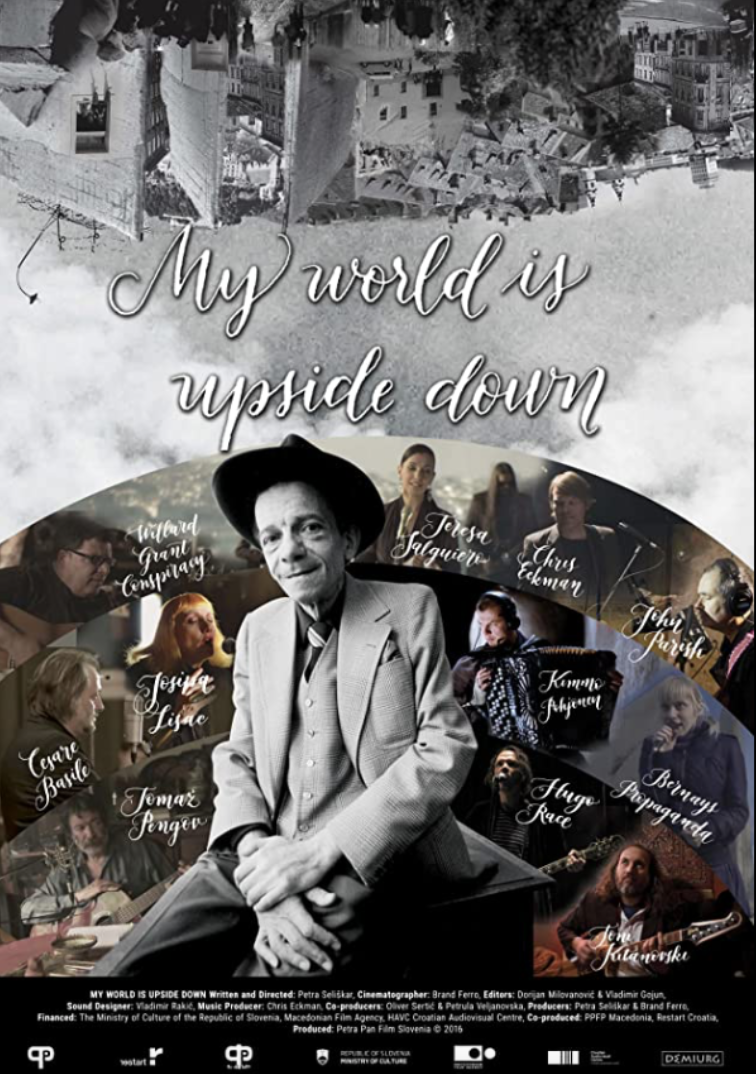 My world is
upside down
Willard
Grant
Conspiracy
Teresa
Salgueiro
Chris
Eckman
John
Parish
Josipa
Lisac
Kimmo
Pohjonen
Cesare
Basile
Tomaž
Pengov
Hugo
Race
Bernays
Propaganda
Toni
Kitanovski
MY WORLD IS UPSIDE DOWN Written and Directed: Petra Seliškar, Cinematographer: Brand Ferro, Editors: Dorijan Milovanović & Vladimir Gojun,
Sound Designer: Vladimir Rakić, Music Producer: Chris Eckman, Co-producers: Oliver Sertić & Petrula Veljanovska, Producers: Petra Seliškar & Brand Ferro,
Financed: The Ministry of Culture of the Republic of Slovenia, Macedonian Film Agency, HAVC Croatian Audiovisual Centre, Co-produced: PPFP Macedonia, Restart Croatia,
Produced: Petra Pan Film Slovenia © 2016
restart
REPUBLIC OF SLOVENIA
MINISTRY OF CULTURE
DEMIURG